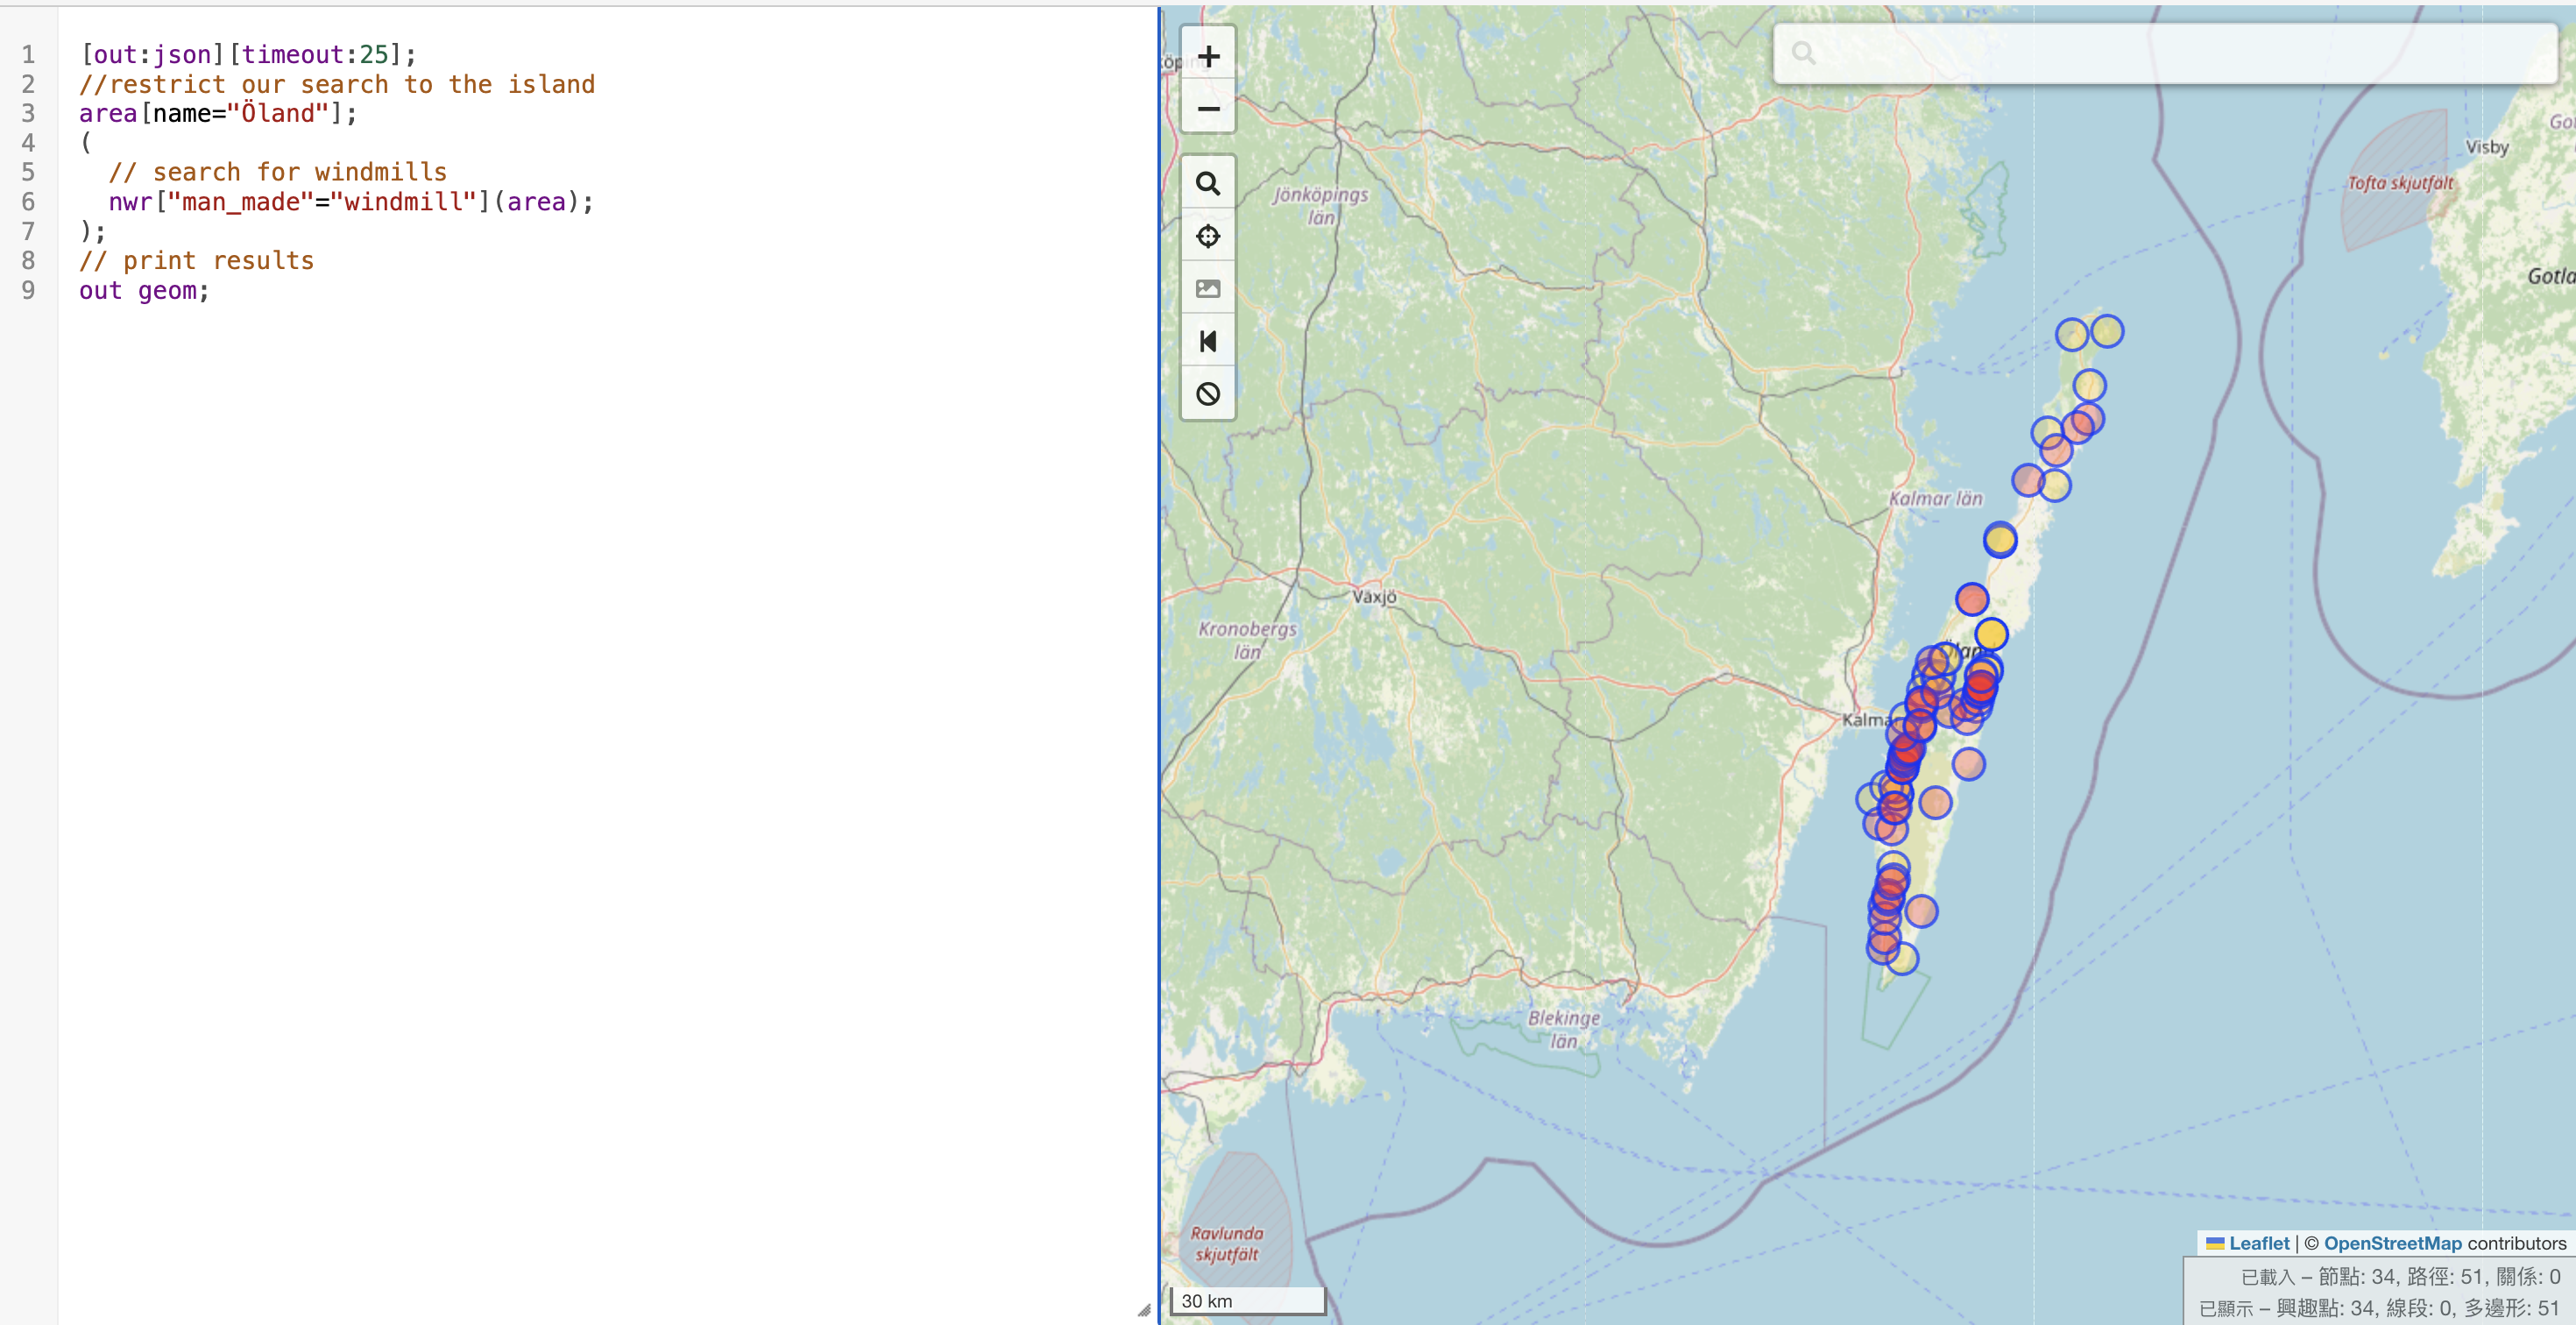 1 [out:json][timeout:25];
2 //restrict our search to the island
3 area[name="Öland"];
4 (
5 // search for windmills
6 nwr["man_made"="windmill"](area);
7 );
8 // print results
9 out geom;
+
−
Visby
Tofta skjutfält
Jönköpings
län
Kalmar län
Växjö
Kronobergs
län
Blekinge
län
Ravlunda
skjutfält
30 km
Leaflet | © OpenStreetMap contributors
已載入 – 節點: 34, 路徑: 51, 關係: 0
已顯示 – 興趣點: 34, 線段: 0, 多邊形: 51